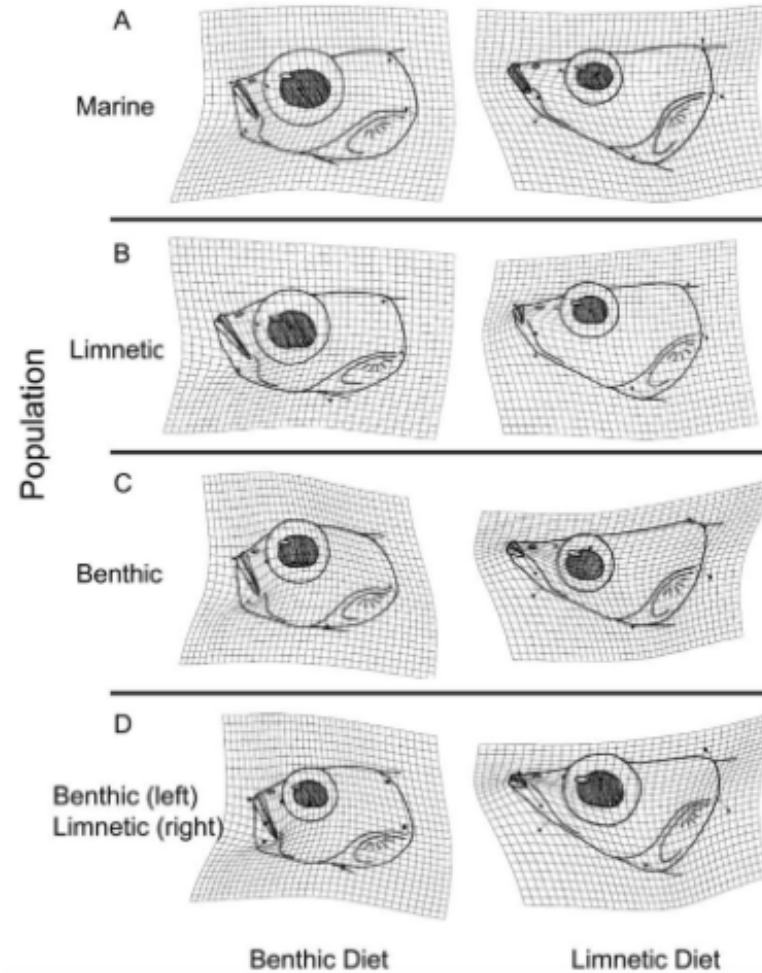 A
Marine
B
Limnetic
Population
C
Benthic
D
Benthic (left)
Limnetic (right)
Benthic Diet
Limnetic Diet